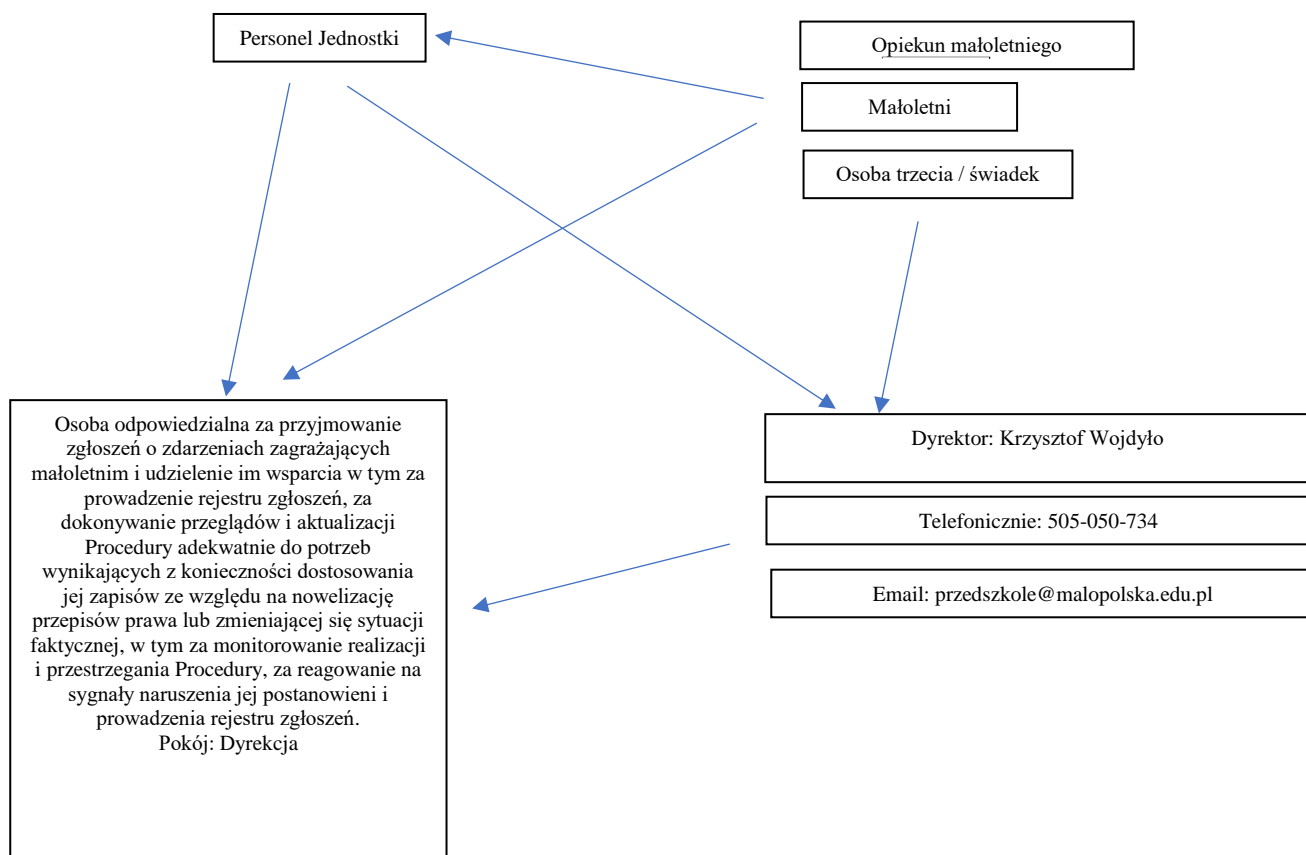 Personel Jednostki
Opiekun małoletniego
Małoletni
Osoba trzecia / świadek
Osoba odpowiedzialna za przyjmowanie
zgłoszeń o zdarzeniach zagrażających
małoletnim i udzielenie im wsparcia w tym za
prowadzenie rejestru zgłoszeń, za
dokonywanie przeglądów i aktualizacji
Procedury adekwatnie do potrzeb
wynikających z konieczności dostosowania
jej zapisów ze względu na nowelizację
przepisów prawa lub zmieniającej się sytuacji
faktycznej, w tym za monitorowanie realizacji
i przestrzegania Procedury, za reagowanie na
sygnały naruszenia jej postanowieni i
prowadzenia rejestru zgłoszeń.
Pokój: Dyrekcja
Dyrektor: Krzysztof Wojdyło
Telefonicznie: 505-050-734
Email: przedszkole@malopolska.edu.pl